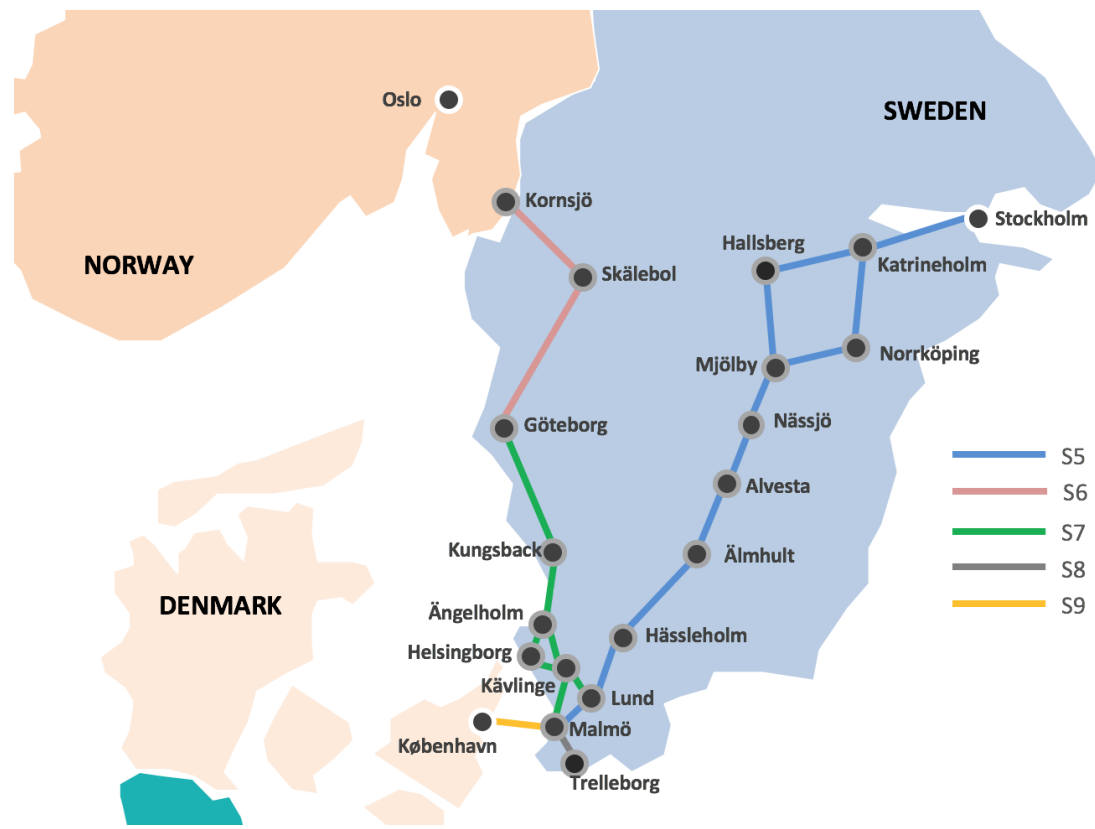 Oslo
SWEDEN
Kornsjö
Stockholm
Hallsberg
Katrineholm
NORWAY
Skälebol
Norrköping
Mjölby
Göteborg
Nässjö
S5
Alvesta
S6
S7
Kungsback
Älmhult
S8
DENMARK
S9
Ängelholm
Hässleholm
Helsingborg
Kävlinge
Lund
Malmö
København
Trelleborg